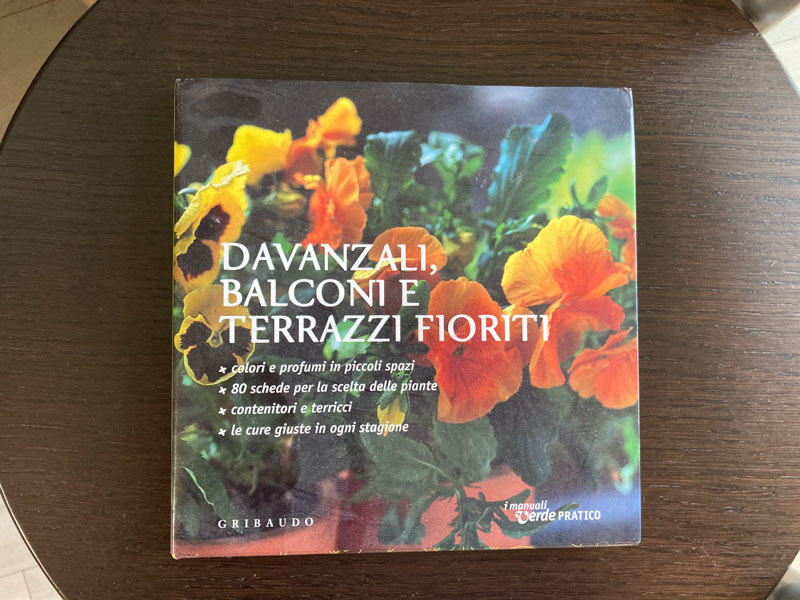 DAVANZALI,
BALCONI E
TERRAZZI FIORITI
+ colori e profumi in piccoli spazi
+ 80 schede per la scelta delle piante
+ contenitori e terricci
+ le cure giuste in ogni stagione
GRIBAUDO
i manuali
Verde PRATICO